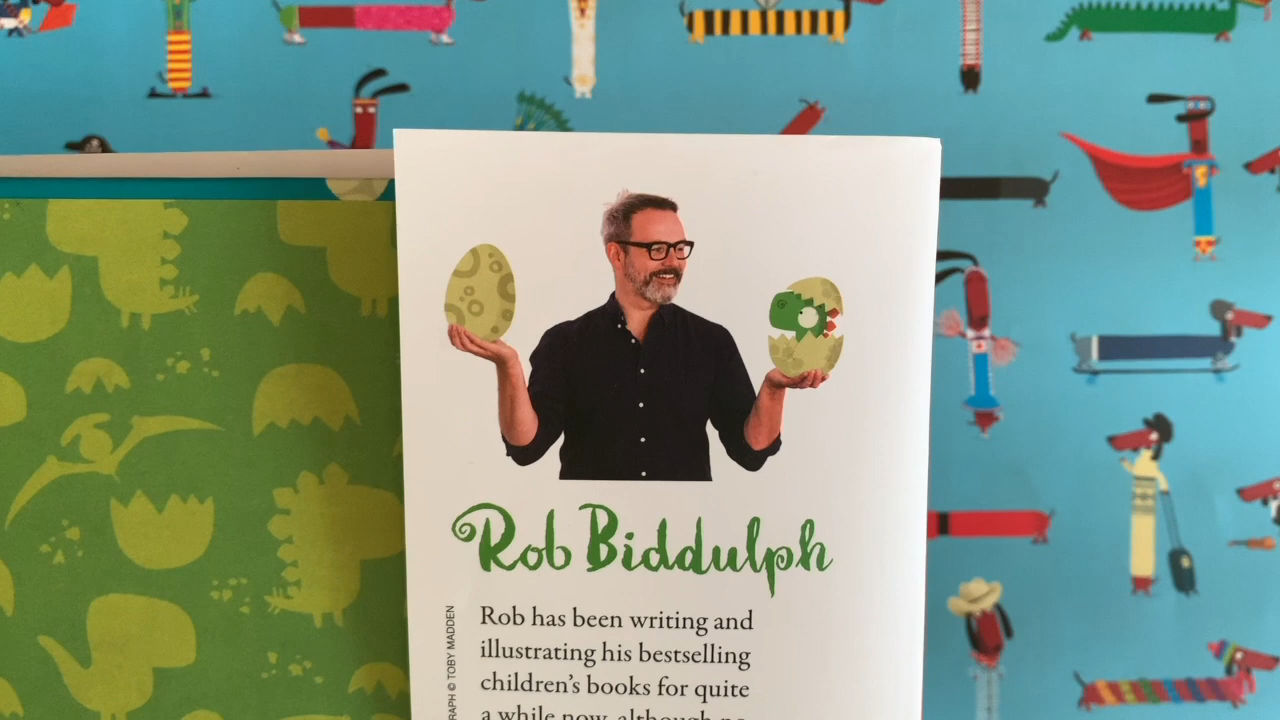 Rob Biddulph
Rob has been writing and
illustrating his bestselling
children's books for quite
a while now, although no
RAPH © TOBY MADDEN